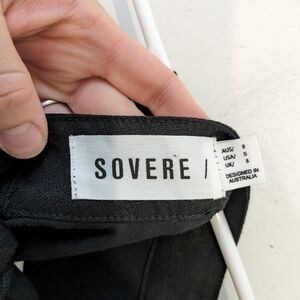 SOVERE /
AUS/ S
USA/ S
UK/ S
DESIGNED IN
AUSTRALIA